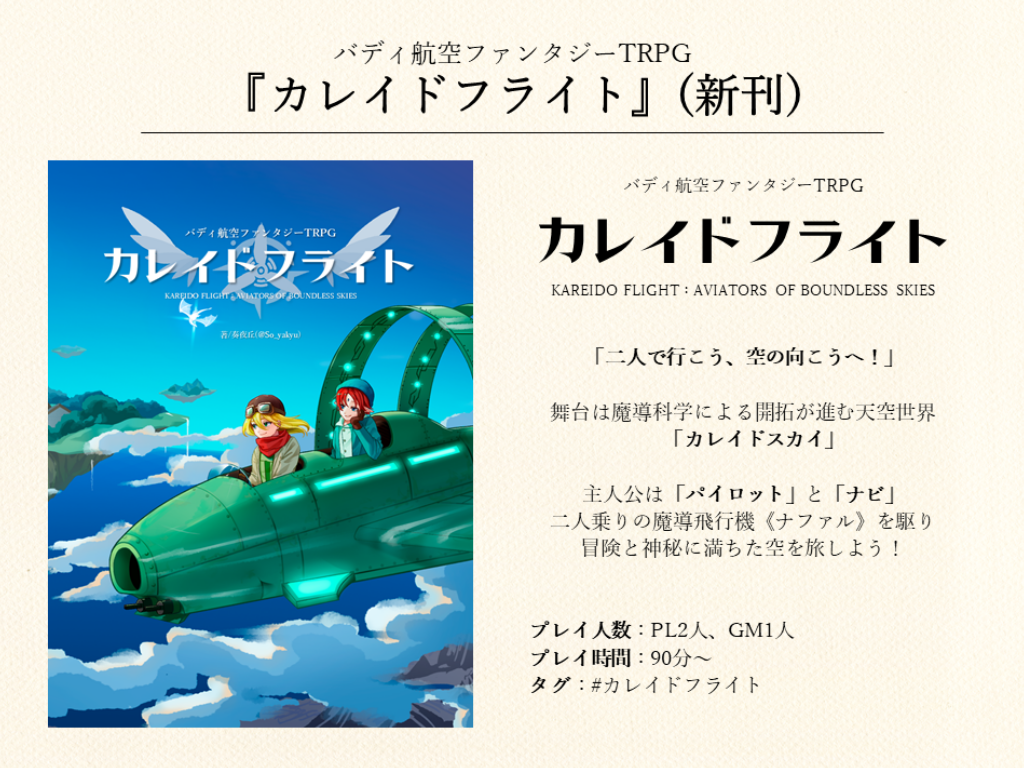 バディ航空ファンタジーTRPG
『カレイドフライト』(新刊)
バディ航空ファンタジーTRPG
カレイドフライト
KAREIDO FLIGHT：AVIATORS OF BOUNDLESS SKIES
(@So_yakyu)
バディ航空ファンタジーTRPG
カレイドフライト
KAREIDO FLIGHT：AVIATORS OF BOUNDLESS SKIES
「二人で行こう、空の向こうへ！」
舞台は魔導科学による開拓が進む天空世界
「カレイドスカイ」
主人公は「パイロット」と「ナビ」
二人乗りの魔導飛行機《ナファル》を駆り
冒険と神秘に満ちた空を旅しよう！
プレイ人数：PL2人、GM1人
プレイ時間：90分～
タグ：#カレイドフライト